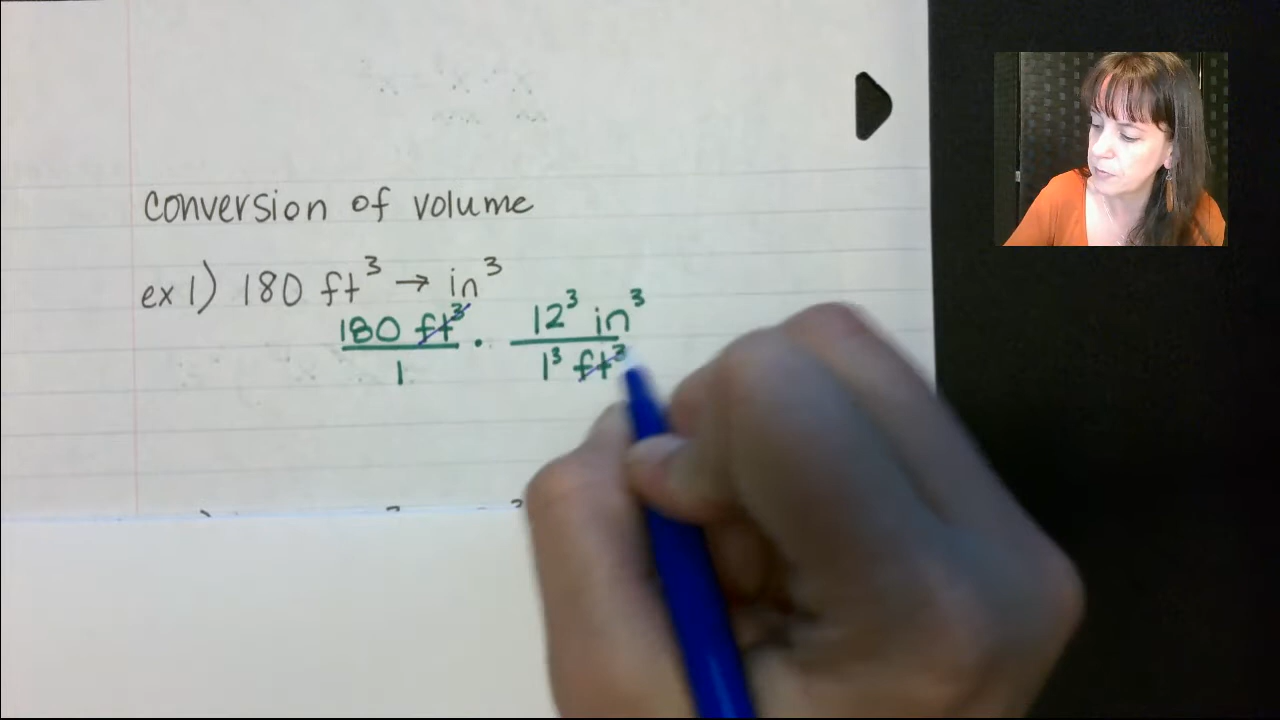 conversion of volume
ex 1) 180 ft³ → in³
180 ft³ / 1 · 12³ in³ / 1³ ft³